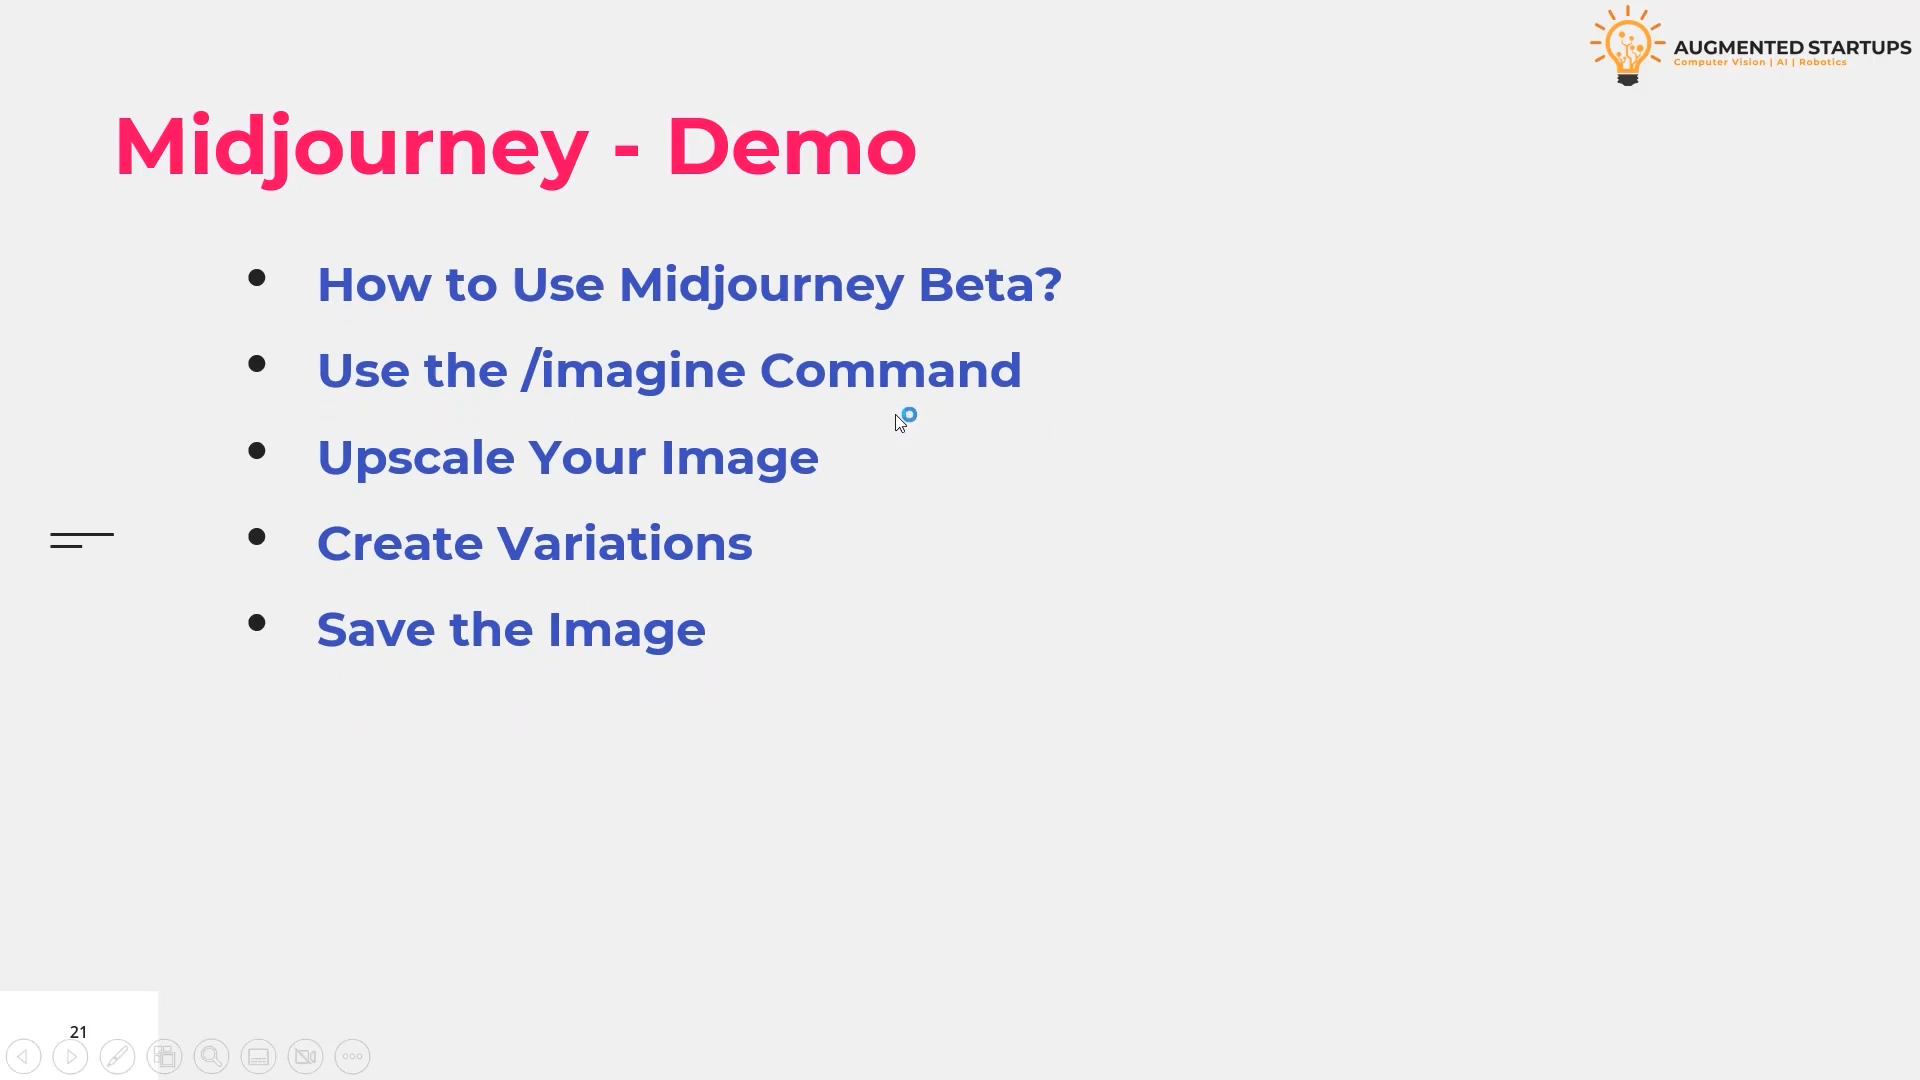 AUGMENTED STARTUPS
Computer Vision | AI | Robotics
Midjourney - Demo
• How to Use Midjourney Beta?
• Use the /imagine Command
• Upscale Your Image
• Create Variations
• Save the Image
21